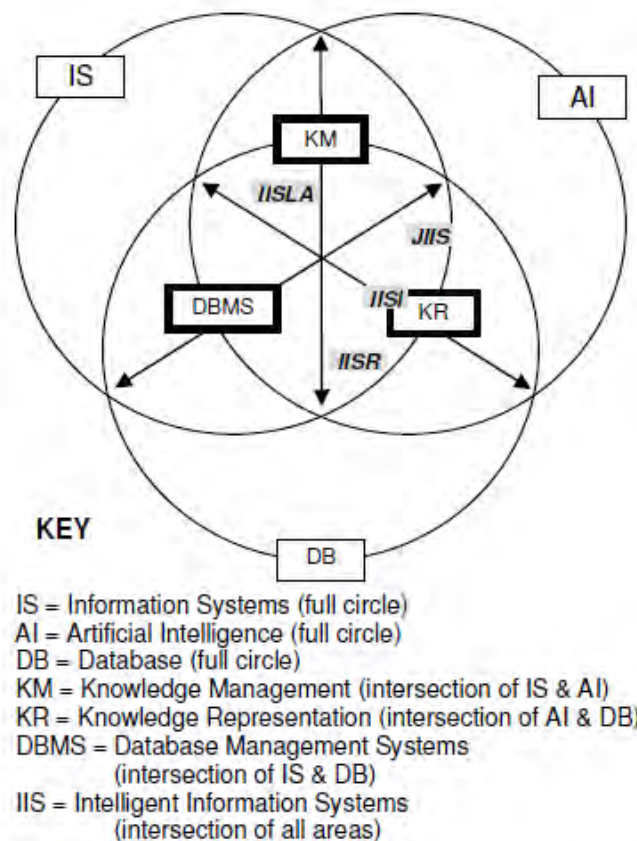 IS
AI
KM
IISLA
JIIS
DBMS
IISI
KR
IISR
KEY
DB
IS = Information Systems (full circle)
AI = Artificial Intelligence (full circle)
DB = Database (full circle)
KM = Knowledge Management (intersection of IS & AI)
KR = Knowledge Representation (intersection of AI & DB)
DBMS = Database Management Systems
(intersection of IS & DB)
IIS = Intelligent Information Systems
(intersection of all areas)